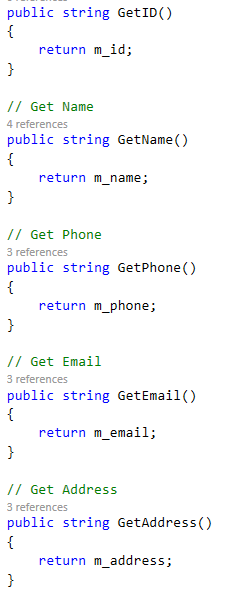 public string GetID()
{
    return m_id;
}
// Get Name
4 references
public string GetName()
{
    return m_name;
}
// Get Phone
3 references
public string GetPhone()
{
    return m_phone;
}
// Get Email
3 references
public string GetEmail()
{
    return m_email;
}
// Get Address
3 references
public string GetAddress()
{
    return m_address;
}